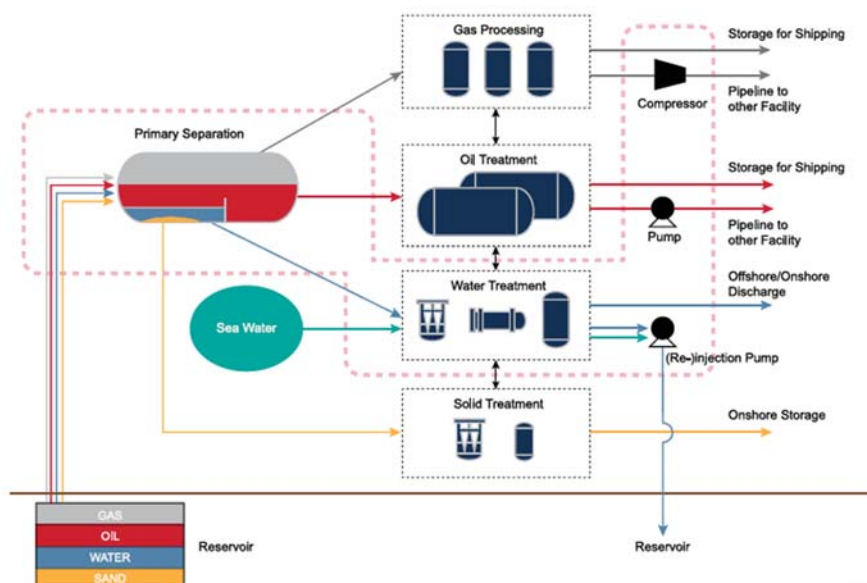 Gas Processing
Storage for Shipping
Compressor
Pipeline to
other Facility
Primary Separation
Oil Treatment
Storage for Shipping
Pump
Pipeline to
other Facility
Water Treatment
Offshore/Onshore
Discharge
Sea Water
(Re-)injection Pump
Solid Treatment
Onshore Storage
GAS
OIL
WATER
SAND
Reservoir
Reservoir